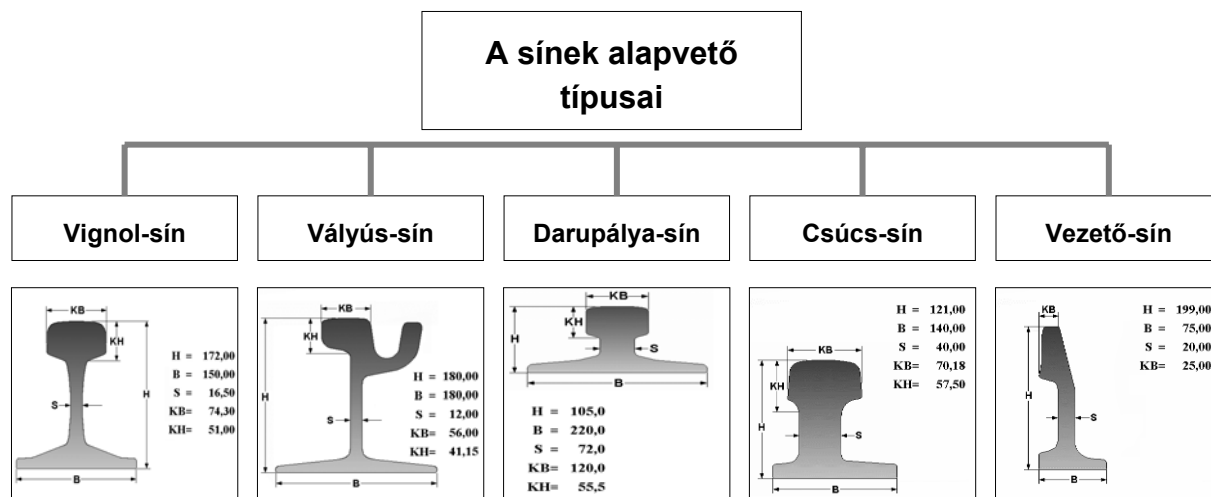 A sínek alapvető
típusai
Vignol-sín
Vályús-sín
Darupálya-sín
Csúcs-sín
Vezető-sín
KB
KH
H
S
B
H = 172,00
B = 150,00
S = 16,50
KB= 74,30
KH= 51,00
KB
KH
H
S
B
H = 180,00
B = 180,00
S = 12,00
KB= 56,00
KH= 41,15
KB
KH
H
S
B
H = 105,0
B = 220,0
S = 72,0
KB= 120,0
KH= 55,5
H = 121,00
B = 140,00
S = 40,00
KB= 70,18
KH= 57,50
KB
KH
H
S
B
H = 199,00
B = 75,00
S = 20,00
KB= 25,00
KB
H
S
B